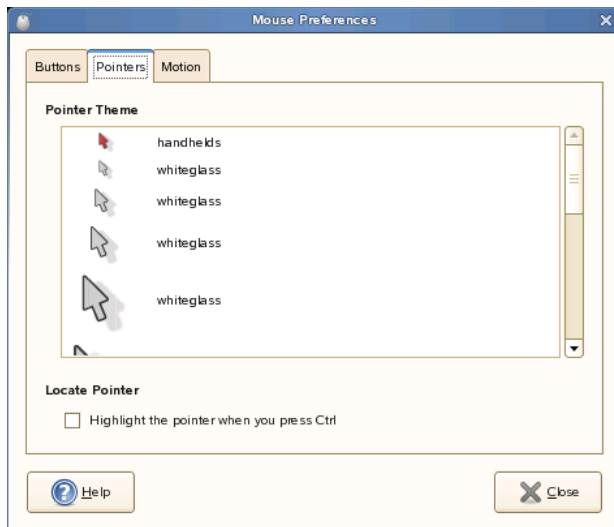 Mouse Preferences
Buttons Pointers Motion
Pointer Theme
handhelds
whiteglass
whiteglass
whiteglass
whiteglass
Locate Pointer
Highlight the pointer when you press Ctrl
Help Close